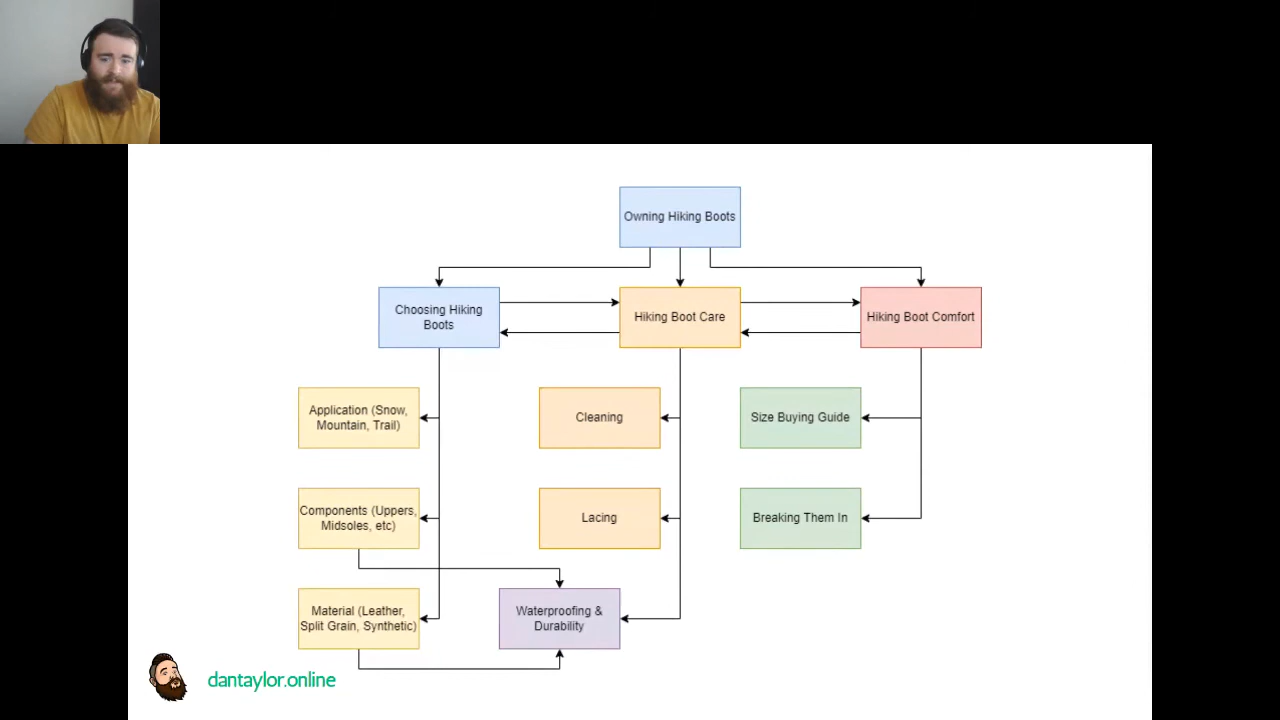 Owning Hiking Boots
Choosing Hiking
Boots
Hiking Boot Care
Hiking Boot Comfort
Application (Snow,
Mountain, Trail)
Cleaning
Size Buying Guide
Components (Uppers,
Midsoles, etc)
Lacing
Breaking Them In
Material (Leather,
Split Grain, Synthetic)
Waterproofing &
Durability
dantaylor.online